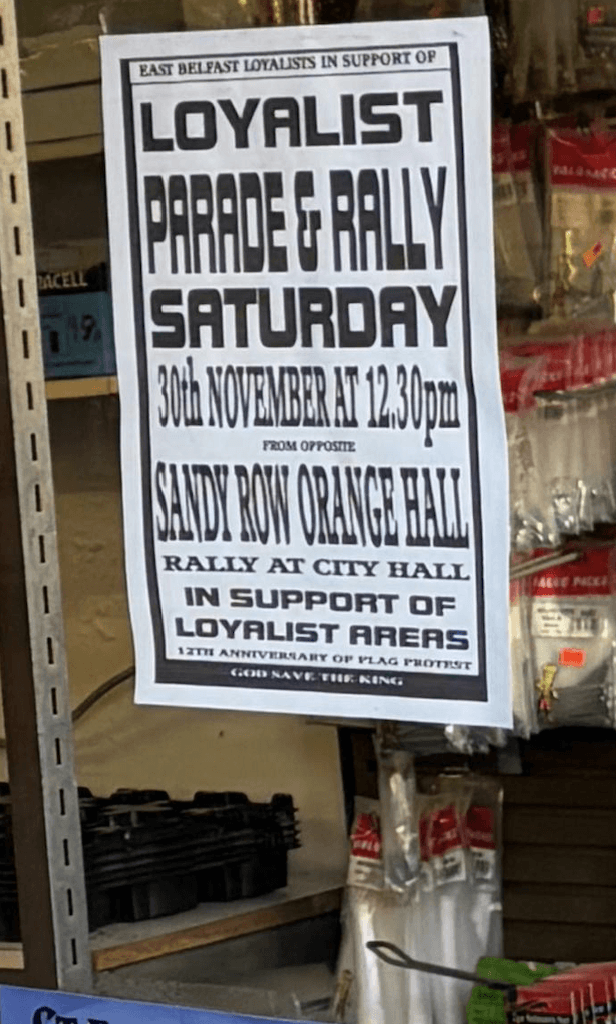 EAST BELFAST LOYALISTS IN SUPPORT OF
LOYALIST
PARADE & RALLY
SATURDAY
30th NOVEMBER AT 12.30pm
FROM OPPOSITE
SANDY ROW ORANGE HALL
RALLY AT CITY HALL
IN SUPPORT OF
LOYALIST AREAS
12TH ANNIVERSARY OF FLAG PROTEST
GOD SAVE THE KING
VALUE PACK